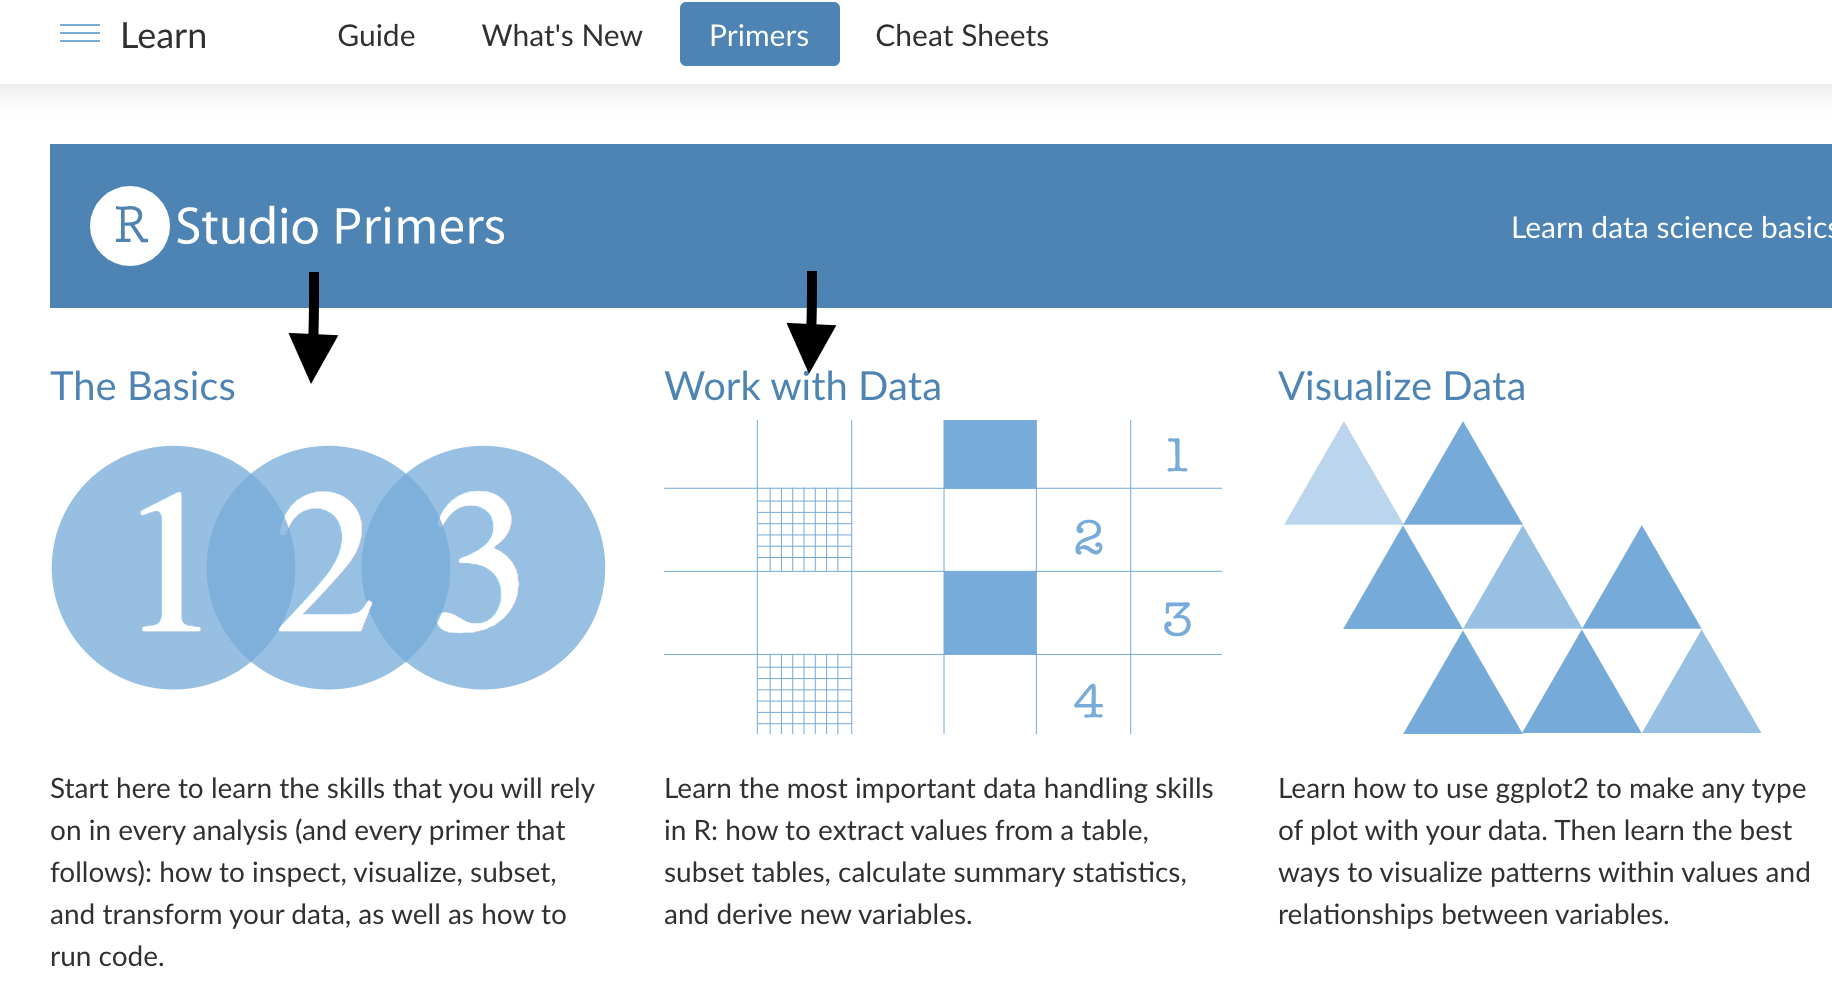 Learn Guide What's New Primers Cheat Sheets
R Studio Primers
Learn data science basics
The Basics
1 2 3
Start here to learn the skills that you will rely
on in every analysis (and every primer that
follows): how to inspect, visualize, subset,
and transform your data, as well as how to
run code.
Work with Data
1
2
3
4
Learn the most important data handling skills
in R: how to extract values from a table,
subset tables, calculate summary statistics,
and derive new variables.
Visualize Data
Learn how to use ggplot2 to make any type
of plot with your data. Then learn the best
ways to visualize patterns within values and
relationships between variables.